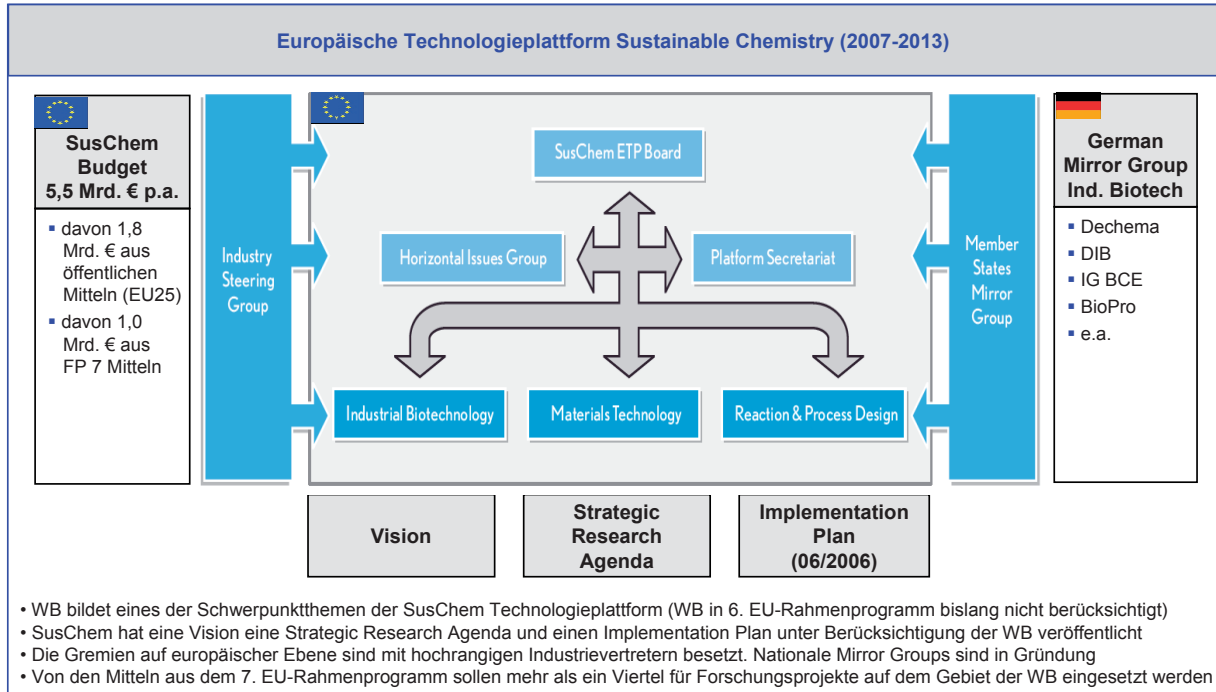 Europäische Technologieplattform Sustainable Chemistry (2007-2013)
SusChem
Budget
5,5 Mrd. € p.a.
▪ davon 1,8
Mrd. € aus
öffentlichen
Mitteln (EU25)
▪ davon 1,0
Mrd. € aus
FP 7 Mitteln
Industry
Steering
Group
SusChem ETP Board
Horizontal Issues Group
Platform Secretariat
Industrial Biotechnology
Materials Technology
Reaction & Process Design
Member
States
Mirror
Group
German
Mirror Group
Ind. Biotech
▪ Dechema
▪ DIB
▪ IG BCE
▪ BioPro
▪ e.a.
Vision
Strategic
Research
Agenda
Implementation
Plan
(06/2006)
• WB bildet eines der Schwerpunktthemen der SusChem Technologieplattform (WB in 6. EU-Rahmenprogramm bislang nicht berücksichtigt)
• SusChem hat eine Vision eine Strategic Research Agenda und einen Implementation Plan unter Berücksichtigung der WB veröffentlicht
• Die Gremien auf europäischer Ebene sind mit hochrangigen Industrievertretern besetzt. Nationale Mirror Groups sind in Gründung
• Von den Mitteln aus dem 7. EU-Rahmenprogramm sollen mehr als ein Viertel für Forschungsprojekte auf dem Gebiet der WB eingesetzt werden